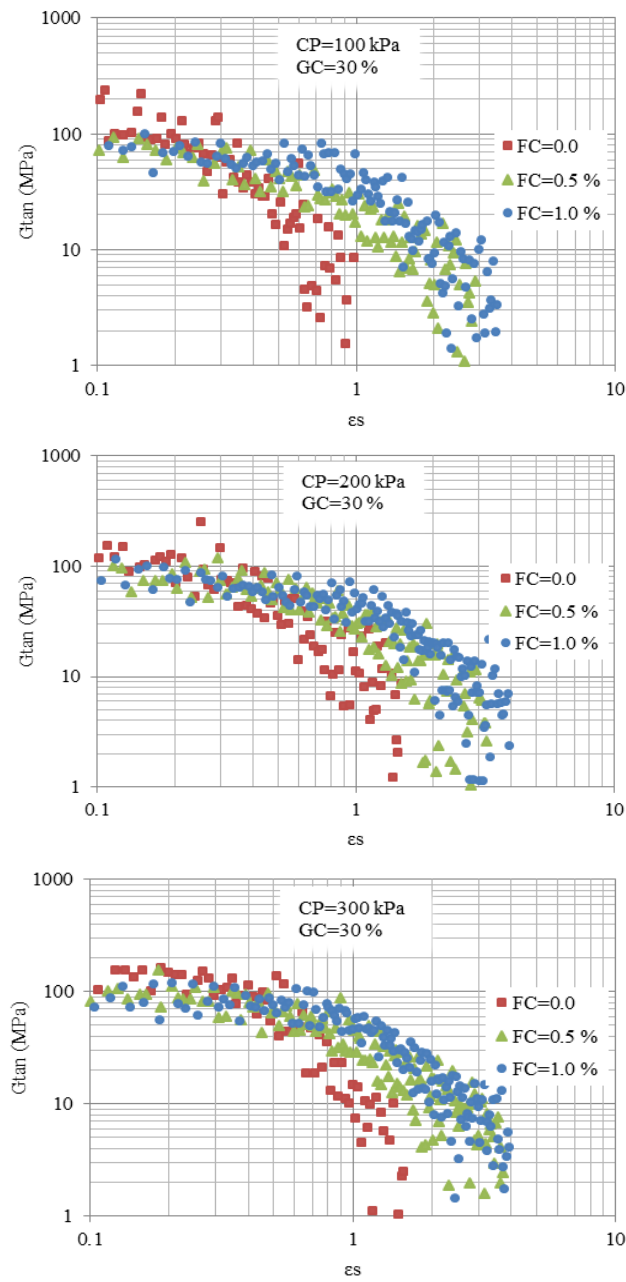 1000
CP=100 kPa
GC=30 %
100
FC=0.0
FC=0.5 %
FC=1.0 %
Gtan (MPa)
10
1
0.1 1 10
εs
1000
CP=200 kPa
GC=30 %
100
FC=0.0
FC=0.5 %
FC=1.0 %
Gtan (MPa)
10
1
0.1 1 10
εs
1000
CP=300 kPa
GC=30 %
100
FC=0.0
FC=0.5 %
FC=1.0 %
Gtan (MPa)
10
1
0.1 1 10
εs